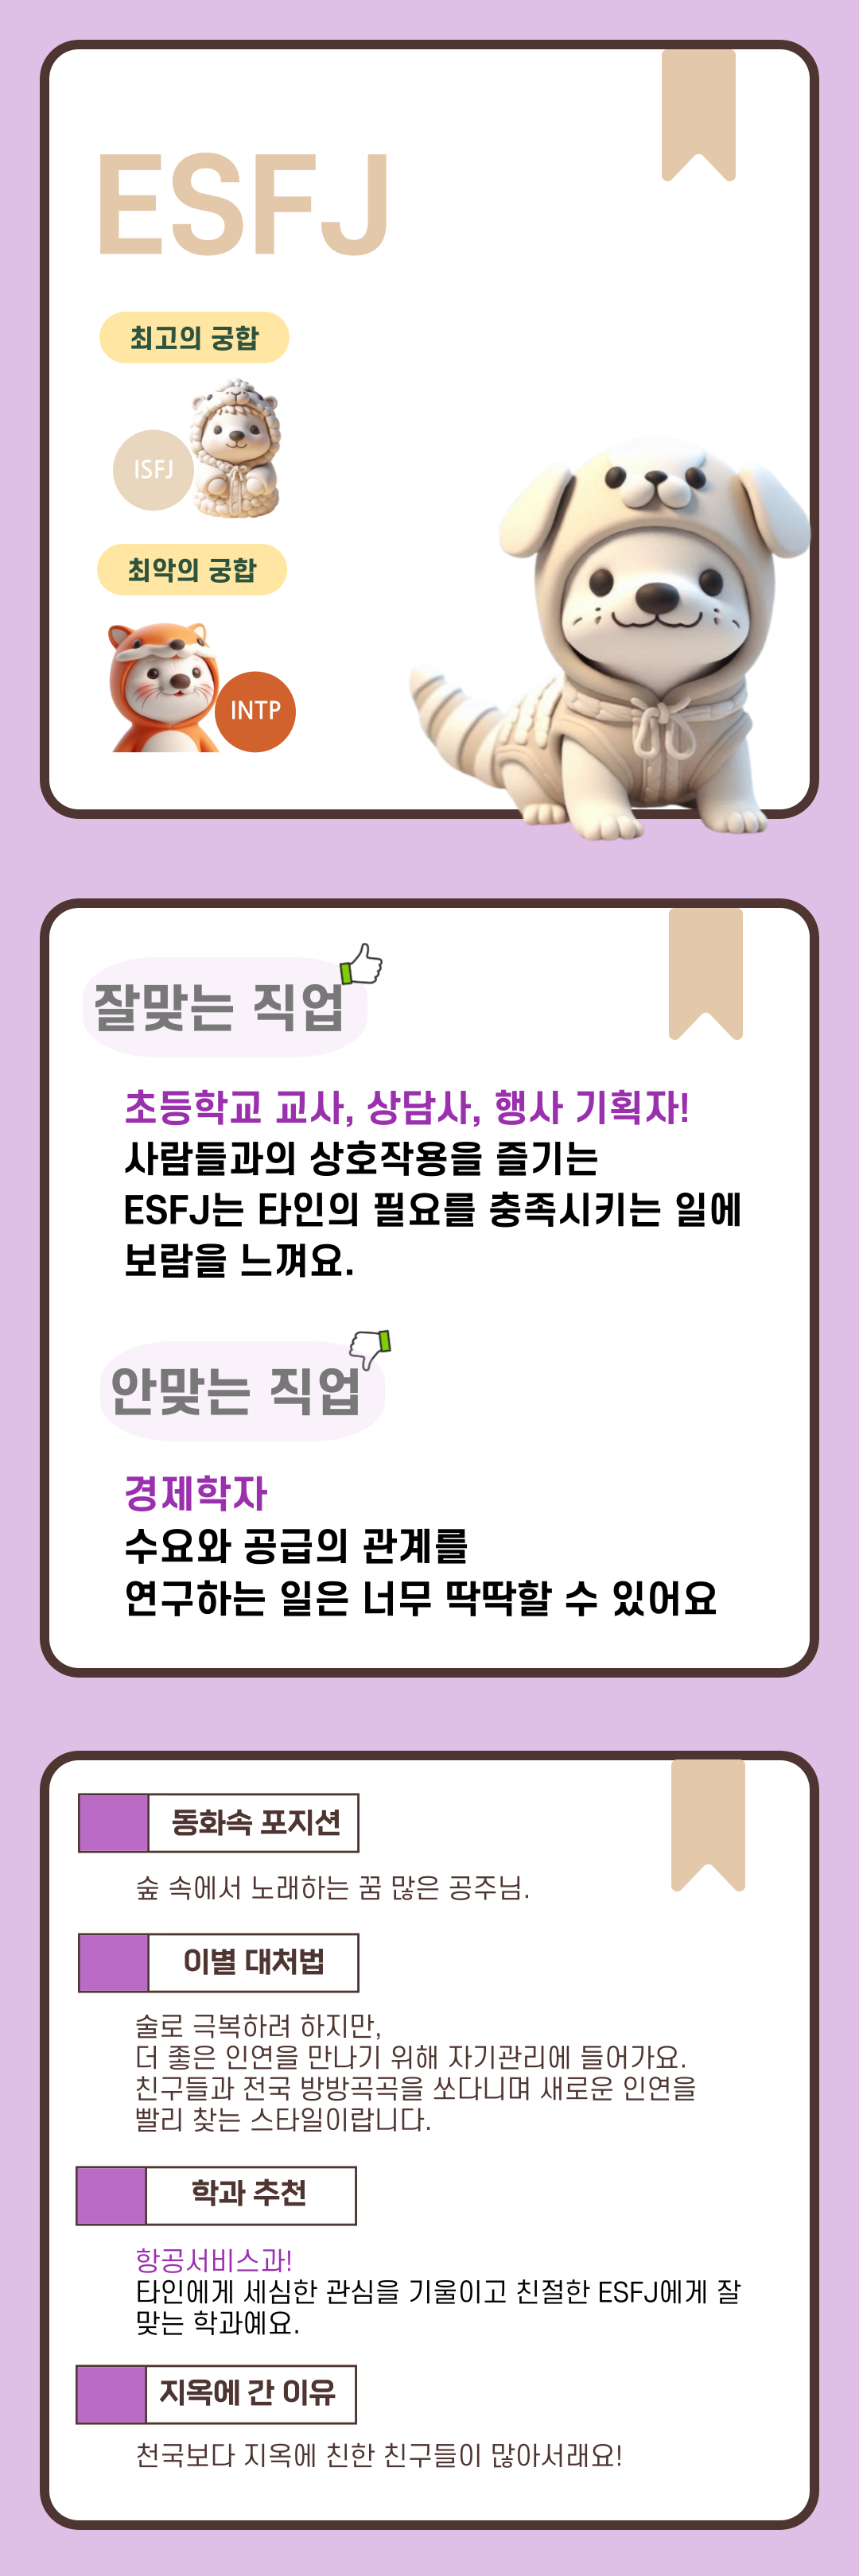 ESFJ
최고의 궁합
ISFJ
최악의 궁합
INTP
잘맞는 직업
초등학교 교사, 상담사, 행사 기획자!
사람들과의 상호작용을 즐기는
ESFJ는 타인의 필요를 충족시키는 일에
보람을 느껴요.
안맞는 직업
경제학자
수요와 공급의 관계를
연구하는 일은 너무 딱딱할 수 있어요
동화속 포지션
숲 속에서 노래하는 꿈 많은 공주님.
이별 대처법
술로 극복하려 하지만,
더 좋은 인연을 만나기 위해 자기관리에 들어가요.
친구들과 전국 방방곡곡을 쏘다니며 새로운 인연을
빨리 찾는 스타일이랍니다.
학과 추천
항공서비스과!
타인에게 세심한 관심을 기울이고 친절한 ESFJ에게 잘
맞는 학과예요.
지옥에 간 이유
천국보다 지옥에 친한 친구들이 많아서래요!